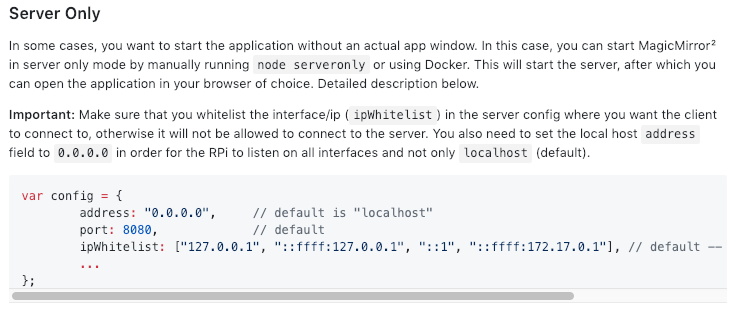 Server Only
In some cases, you want to start the application without an actual app window. In this case, you can start MagicMirror²
in server only mode by manually running node serveronly or using Docker. This will start the server, after which you
can open the application in your browser of choice. Detailed description below.
Important: Make sure that you whitelist the interface/ip ( ipWhitelist ) in the server config where you want the client
to connect to, otherwise it will not be allowed to connect to the server. You also need to set the local host address
field to 0.0.0.0 in order for the RPi to listen on all interfaces and not only localhost (default).
var config = {
        address: "0.0.0.0",     // default is "localhost"
        port: 8080,             // default
        ipWhitelist: ["127.0.0.1", "::ffff:127.0.0.1", "::1", "::ffff:172.17.0.1"], // default --
        ...
};